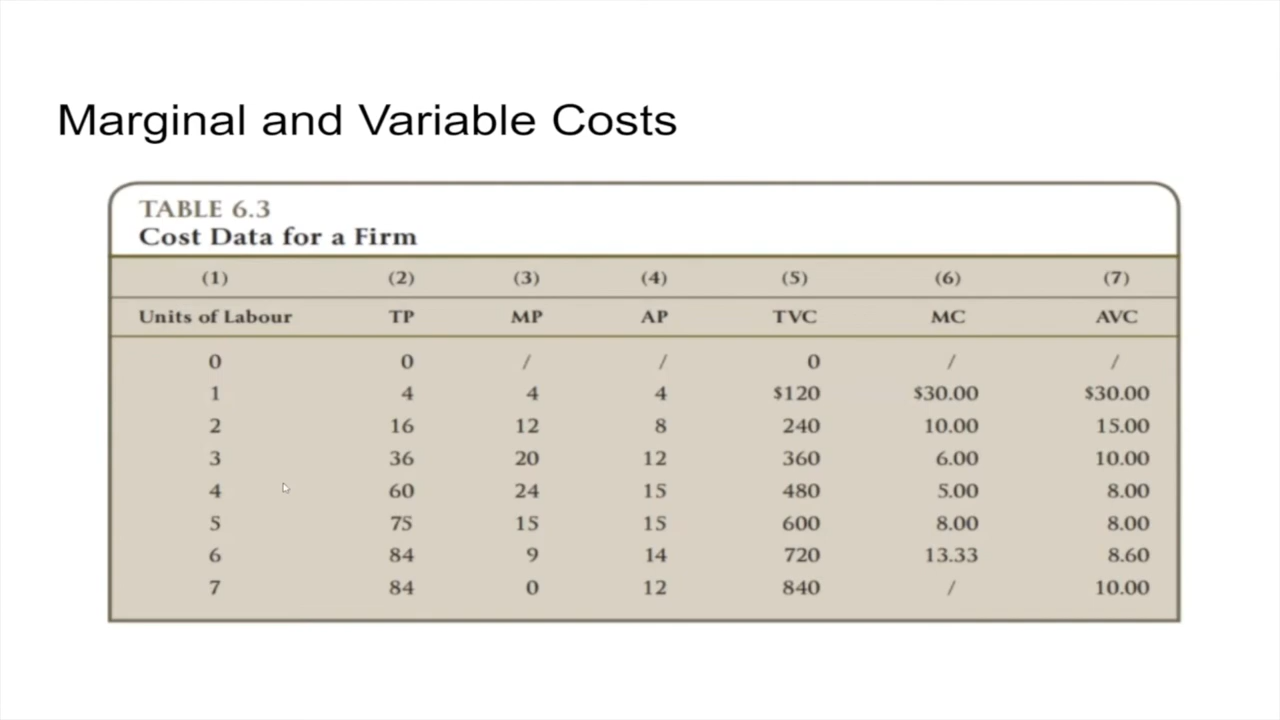 Marginal and Variable Costs
TABLE 6.3
Cost Data for a Firm
(1) (2) (3) (4) (5) (6) (7)
Units of Labour TP MP AP TVC MC AVC
0 0 / / 0 / /
1 4 4 4 $120 $30.00 $30.00
2 16 12 8 240 10.00 15.00
3 36 20 12 360 6.00 10.00
4 60 24 15 480 5.00 8.00
5 75 15 15 600 8.00 8.00
6 84 9 14 720 13.33 8.60
7 84 0 12 840 / 10.00